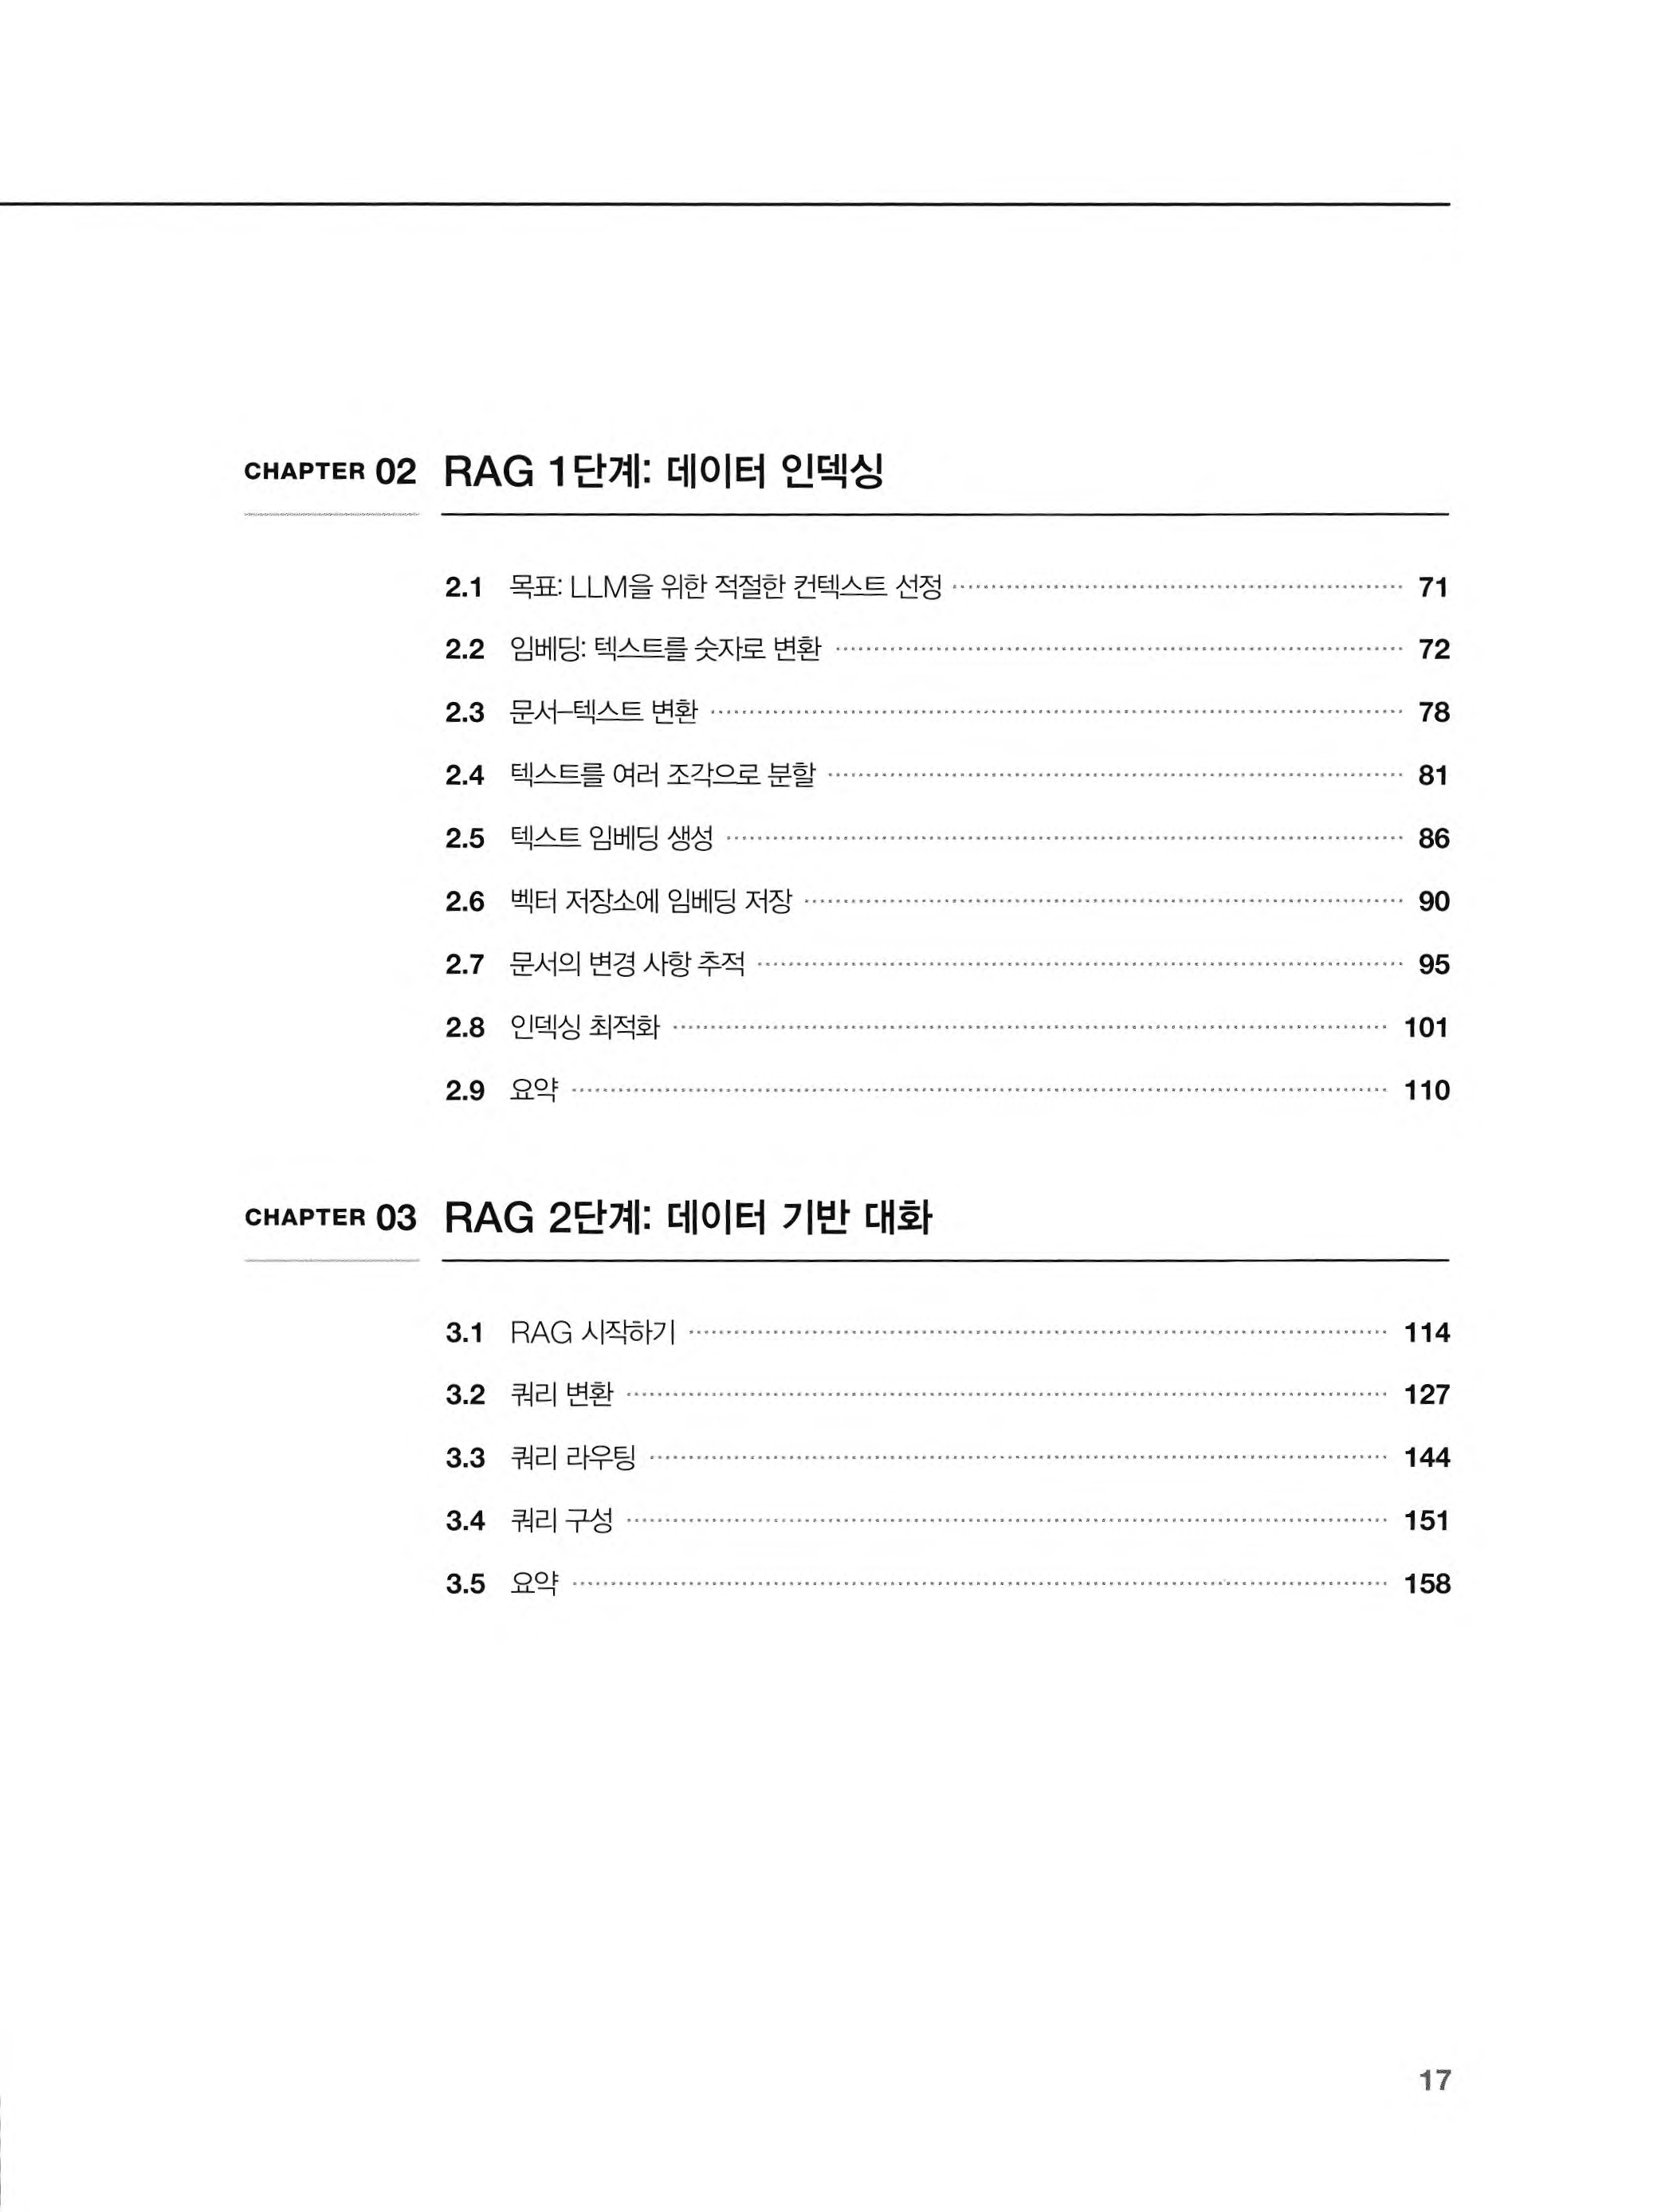 CHAPTER 02 RAG 1단계: 데이터 인덱싱
2.1 목표: LLM을 위한 적절한 컨텍스트 선정 71
2.2 임베딩: 텍스트를 숫자로 변환 72
2.3 문서–텍스트 변환 78
2.4 텍스트를 여러 조각으로 분할 81
2.5 텍스트 임베딩 생성 86
2.6 벡터 저장소에 임베딩 저장 90
2.7 문서의 변경 사항 추적 95
2.8 인덱싱 최적화 101
2.9 요약 110
CHAPTER 03 RAG 2단계: 데이터 기반 대화
3.1 RAG 시작하기 114
3.2 쿼리 변환 127
3.3 쿼리 라우팅 144
3.4 쿼리 구성 151
3.5 요약 158
17